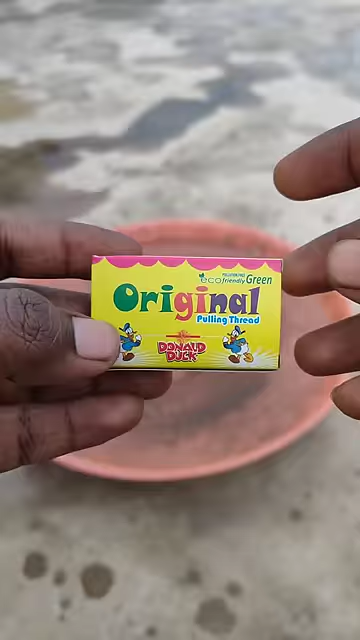 POLLUTION FREE
eco friendly Green
Original
Pulling Thread
DONALD
DUCK